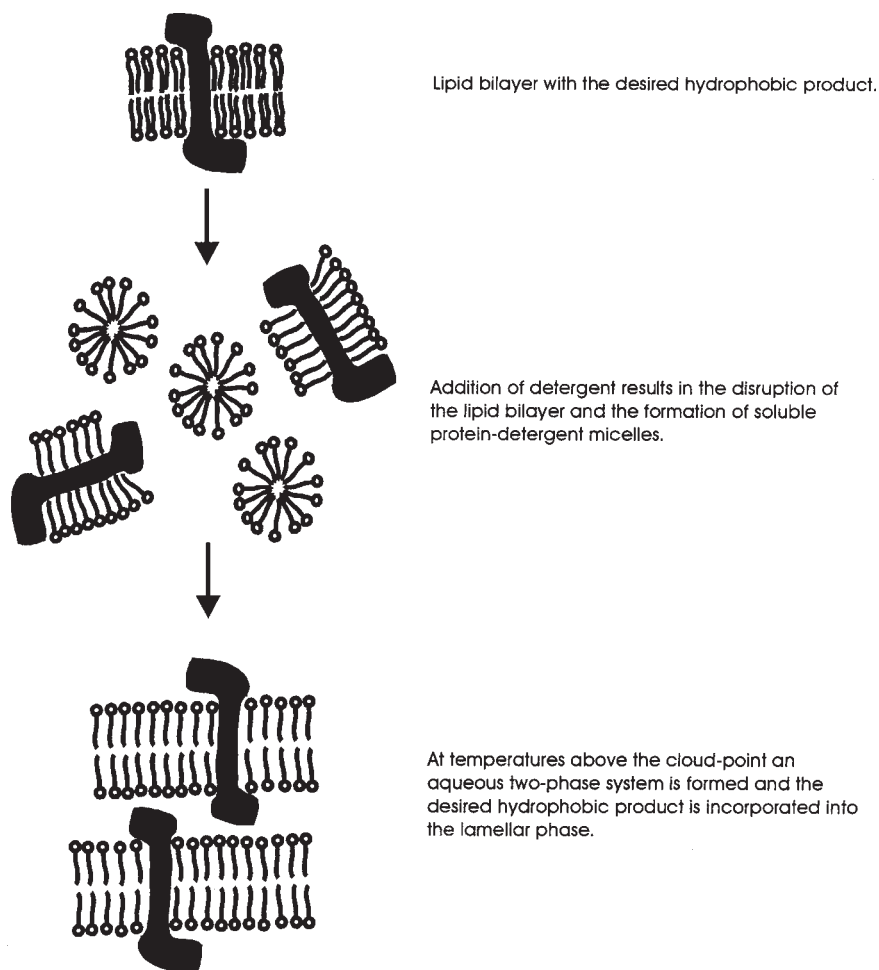 Lipid bilayer with the desired hydrophobic product.
Addition of detergent results in the disruption of
the lipid bilayer and the formation of soluble
protein-detergent micelles.
At temperatures above the cloud-point an
aqueous two-phase system is formed and the
desired hydrophobic product is incorporated into
the lamellar phase.